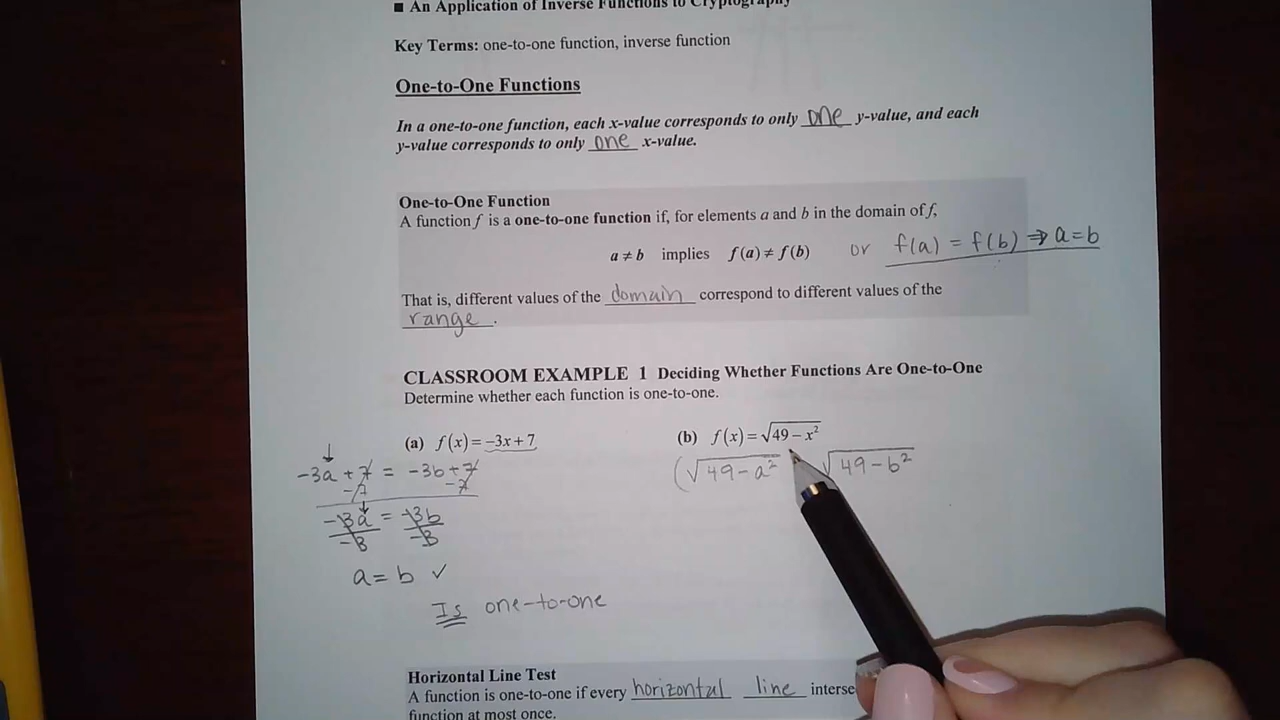 ■ An Application of Inverse Functions to Cryptography
Key Terms: one-to-one function, inverse function
One-to-One Functions
In a one-to-one function, each x-value corresponds to only one y-value, and each
y-value corresponds to only one x-value.
One-to-One Function
A function f is a one-to-one function if, for elements a and b in the domain of f,
a ≠ b implies f(a) ≠ f(b) or f(a) = f(b) ⇒ a = b
That is, different values of the domain correspond to different values of the
range.
CLASSROOM EXAMPLE 1 Deciding Whether Functions Are One-to-One
Determine whether each function is one-to-one.
(a) f(x) = -3x + 7 (b) f(x) = √49 - x²
-3a + 7 = -3b + 7 (√49 - a² √49 - b²
-7 -7
-3a = -3b
-3 -3
a = b ✓
Is one-to-one
Horizontal Line Test
A function is one-to-one if every horizontal line
function at most once.